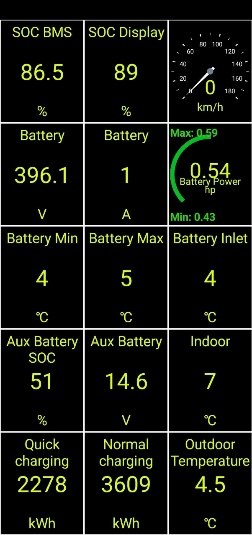 SOC BMS
86.5
%
SOC Display
89
%
80 100
60 120
40 140
20 160
0 180
0
km/h
Battery
396.1
V
Battery
1
A
Max: 0.59
0.54
Battery Power
hp
Min: 0.43
Battery Min
4
℃
Battery Max
5
℃
Battery Inlet
4
℃
Aux Battery
SOC
51
%
Aux Battery
14.6
V
Indoor
7
℃
Quick
charging
2278
kWh
Normal
charging
3609
kWh
Outdoor
Temperature
4.5
℃